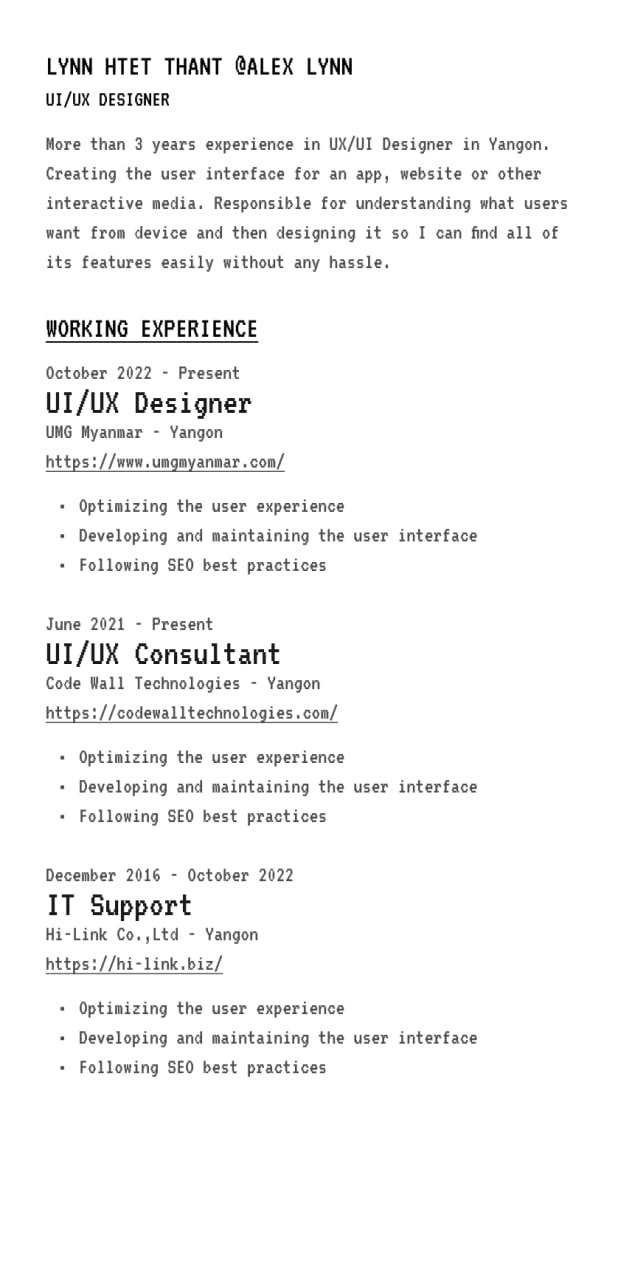 LYNN HTET THANT @ALEX LYNN
UI/UX DESIGNER
More than 3 years experience in UX/UI Designer in Yangon.
Creating the user interface for an app, website or other
interactive media. Responsible for understanding what users
want from device and then designing it so I can find all of
its features easily without any hassle.
WORKING EXPERIENCE
October 2022 - Present
UI/UX Designer
UMG Myanmar - Yangon
https://www.umgmyanmar.com/
▪ Optimizing the user experience
▪ Developing and maintaining the user interface
▪ Following SEO best practices
June 2021 - Present
UI/UX Consultant
Code Wall Technologies - Yangon
https://codewalltechnologies.com/
▪ Optimizing the user experience
▪ Developing and maintaining the user interface
▪ Following SEO best practices
December 2016 - October 2022
IT Support
Hi-Link Co.,Ltd - Yangon
https://hi-link.biz/
▪ Optimizing the user experience
▪ Developing and maintaining the user interface
▪ Following SEO best practices